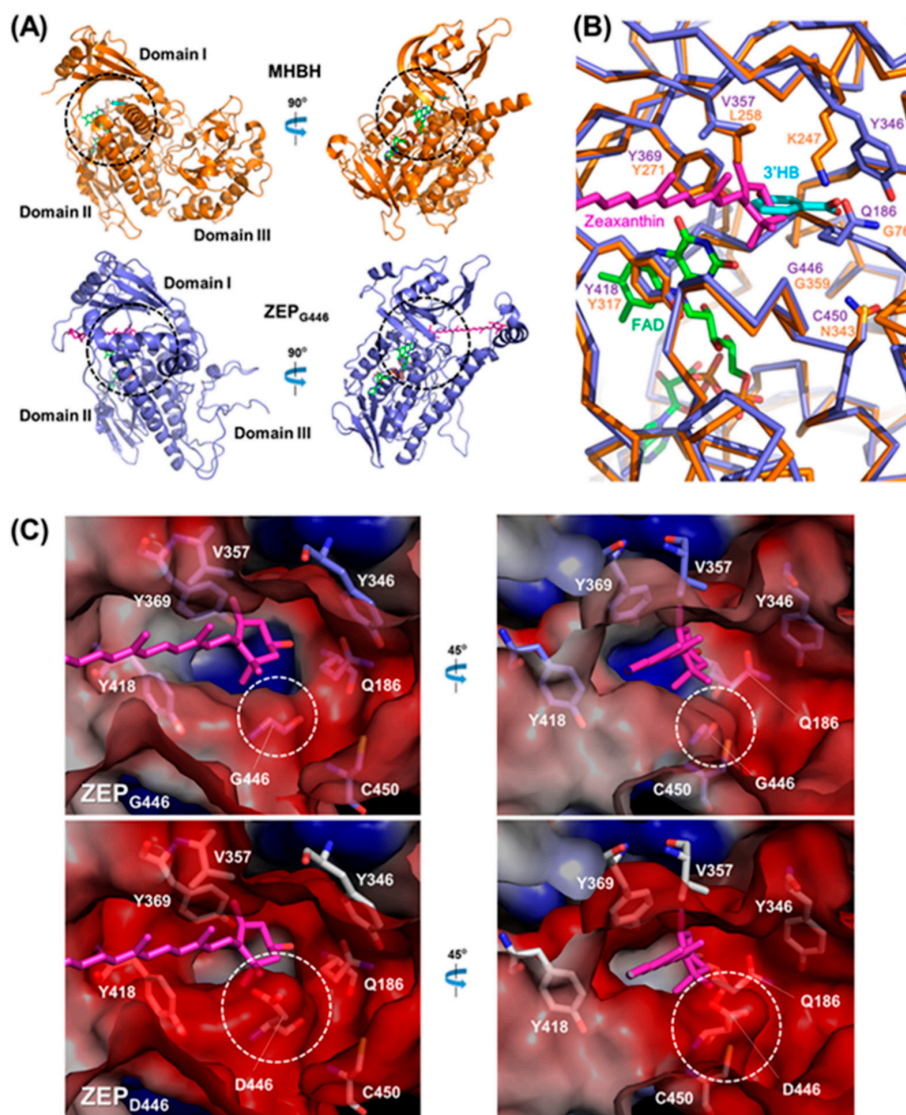 (A)
Domain I
MHBH
90°
Domain II
Domain III
Domain I
ZEPG446
90°
Domain II
Domain III
(B)
V357
L258
Y346
K247
Y369
Y271
3'HB
Zeaxanthin
Q186
G76
G446
G359
Y418
Y317
C450
N343
FAD
(C)
V357
Y346
Y369
Y418
Q186
G446
C450
ZEPG446
45°
V357
Y369
Y346
Y418
Q186
C450
G446
V357
Y346
Y369
Y418
Q186
D446
C450
ZEPD446
45°
V357
Y369
Y346
Y418
Q186
C450
D446